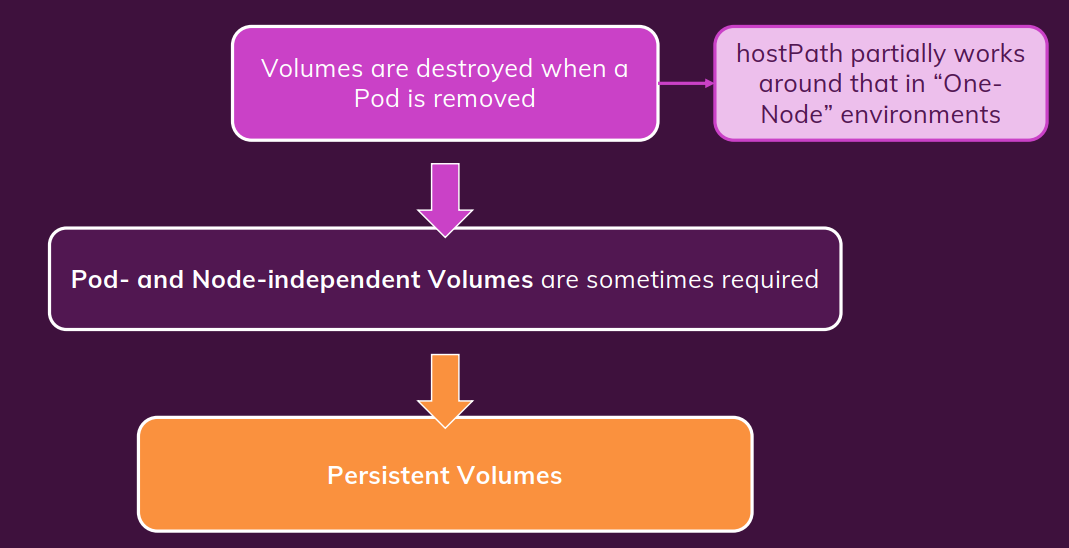 Volumes are destroyed when a
Pod is removed
hostPath partially works
around that in “One-
Node” environments
Pod- and Node-independent Volumes are sometimes required
Persistent Volumes